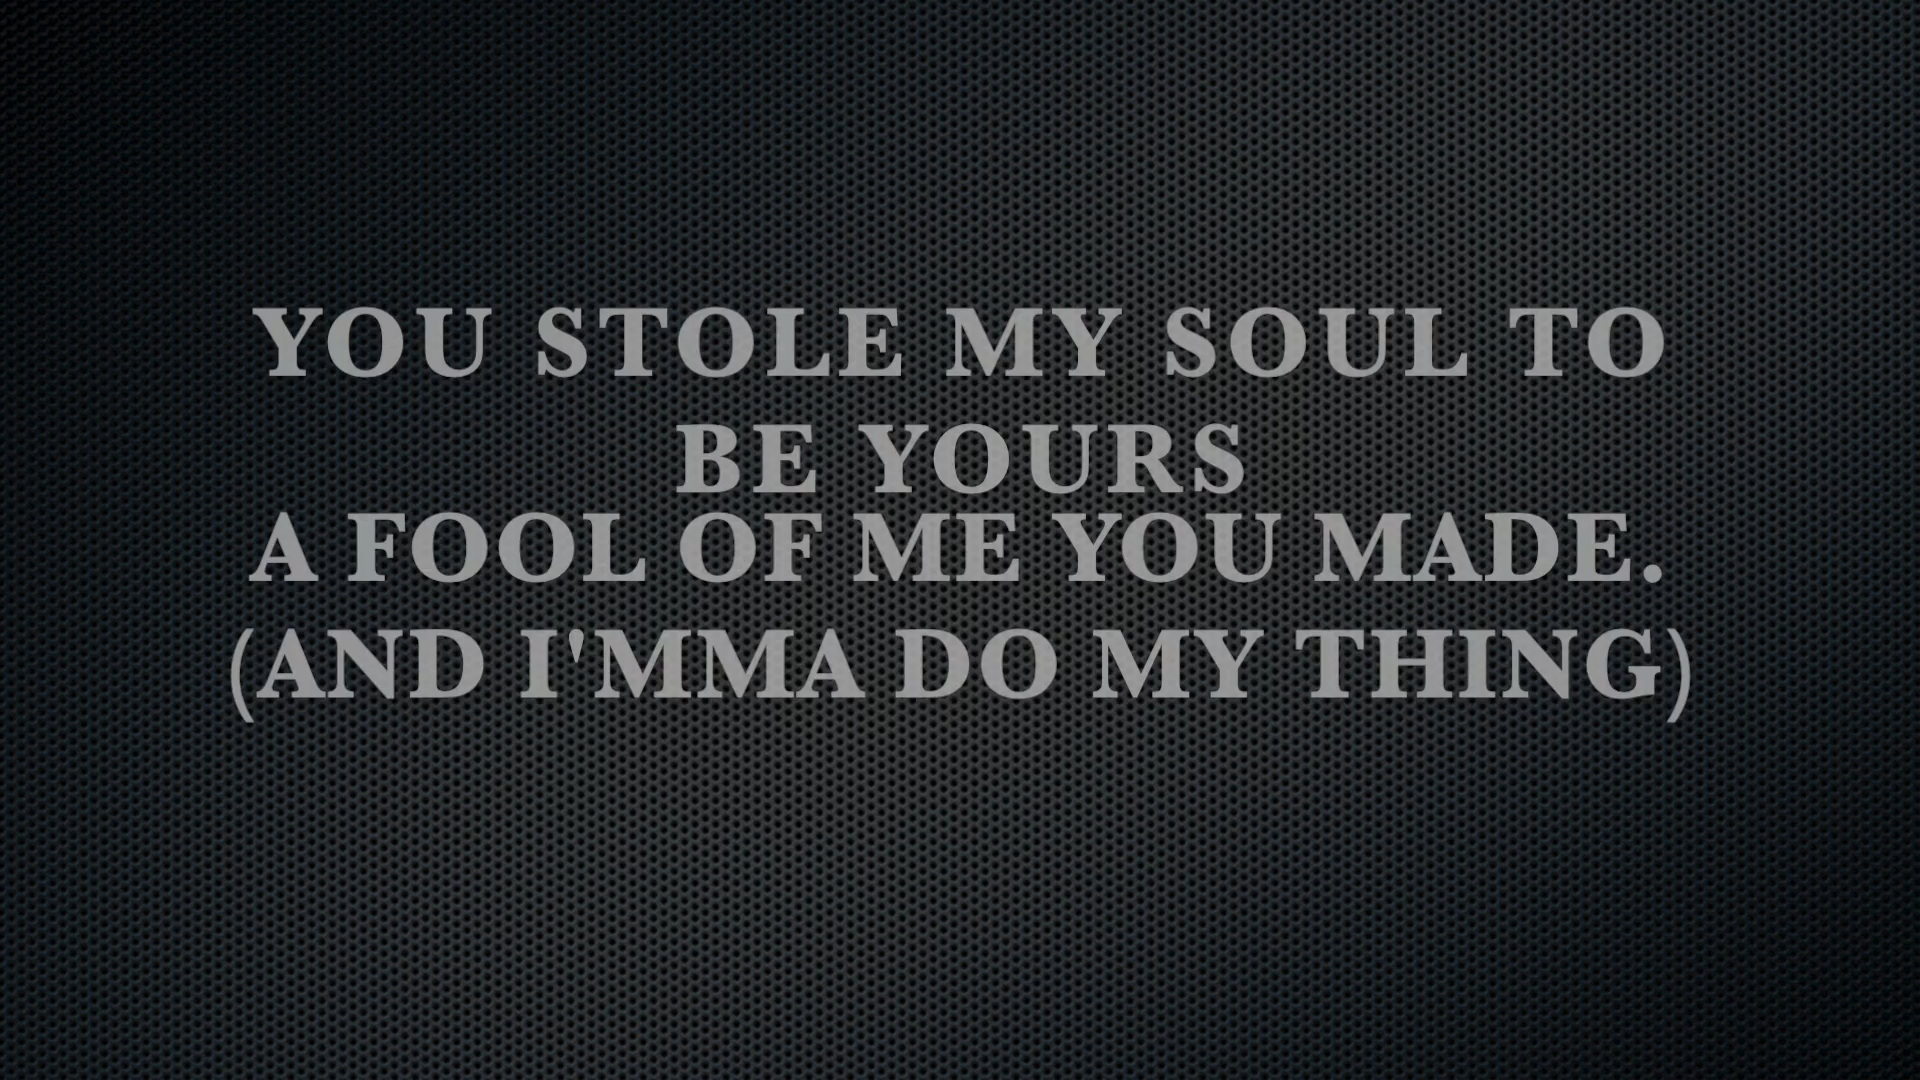 YOU STOLE MY SOUL TO
BE YOURS
A FOOL OF ME YOU MADE.
(AND I'MMA DO MY THING)